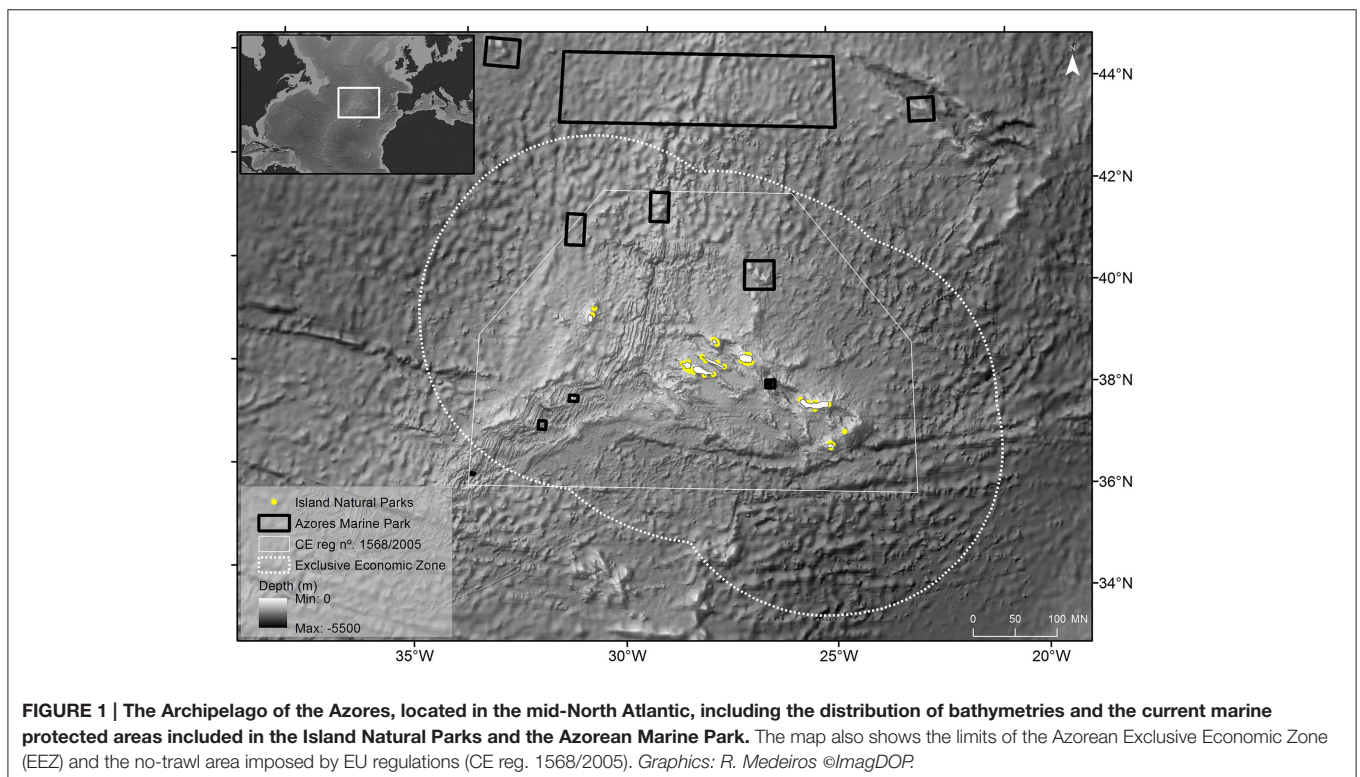 N
44°N
42°N
40°N
38°N
36°N
34°N
Island Natural Parks
Azores Marine Park
CE reg nº. 1568/2005
Exclusive Economic Zone
Depth (m)
Min: 0
Max: -5500
0 50 100 MN
35°W 30°W 25°W 20°W
FIGURE 1 | The Archipelago of the Azores, located in the mid-North Atlantic, including the distribution of bathymetries and the current marine
protected areas included in the Island Natural Parks and the Azorean Marine Park. The map also shows the limits of the Azorean Exclusive Economic Zone
(EEZ) and the no-trawl area imposed by EU regulations (CE reg. 1568/2005). Graphics: R. Medeiros ©ImagDOP.